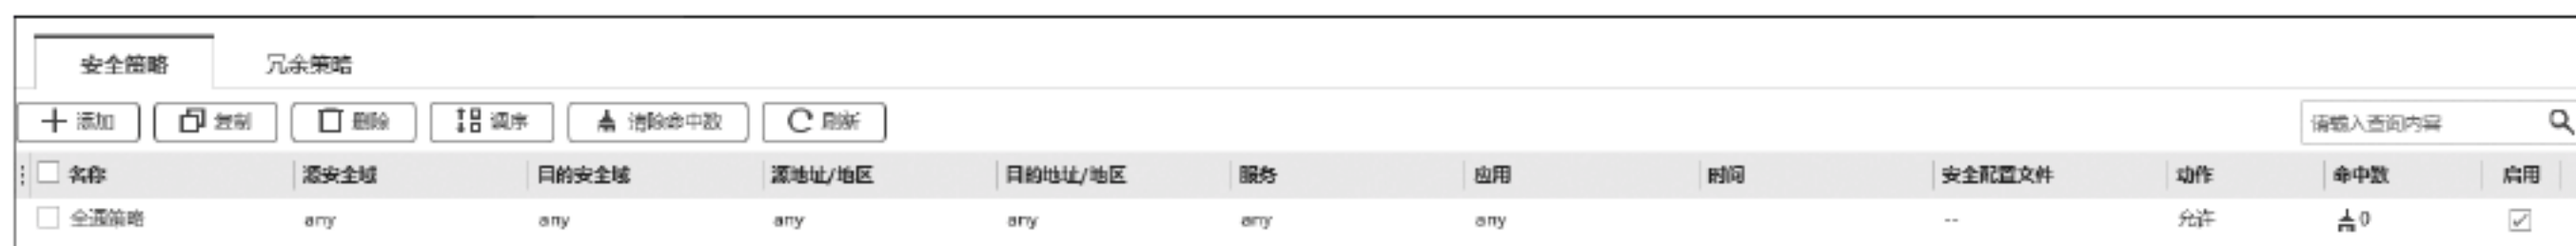 安全策略 冗余策略
添加 复制 删除 调序 清除命中数 刷新 请输入查询内容
名称 源安全域 目的安全域 源地址/地区 目的地址/地区 服务 应用 时间 安全配置文件 动作 命中数 启用
全通策略 any any any any any any -- 允许 0